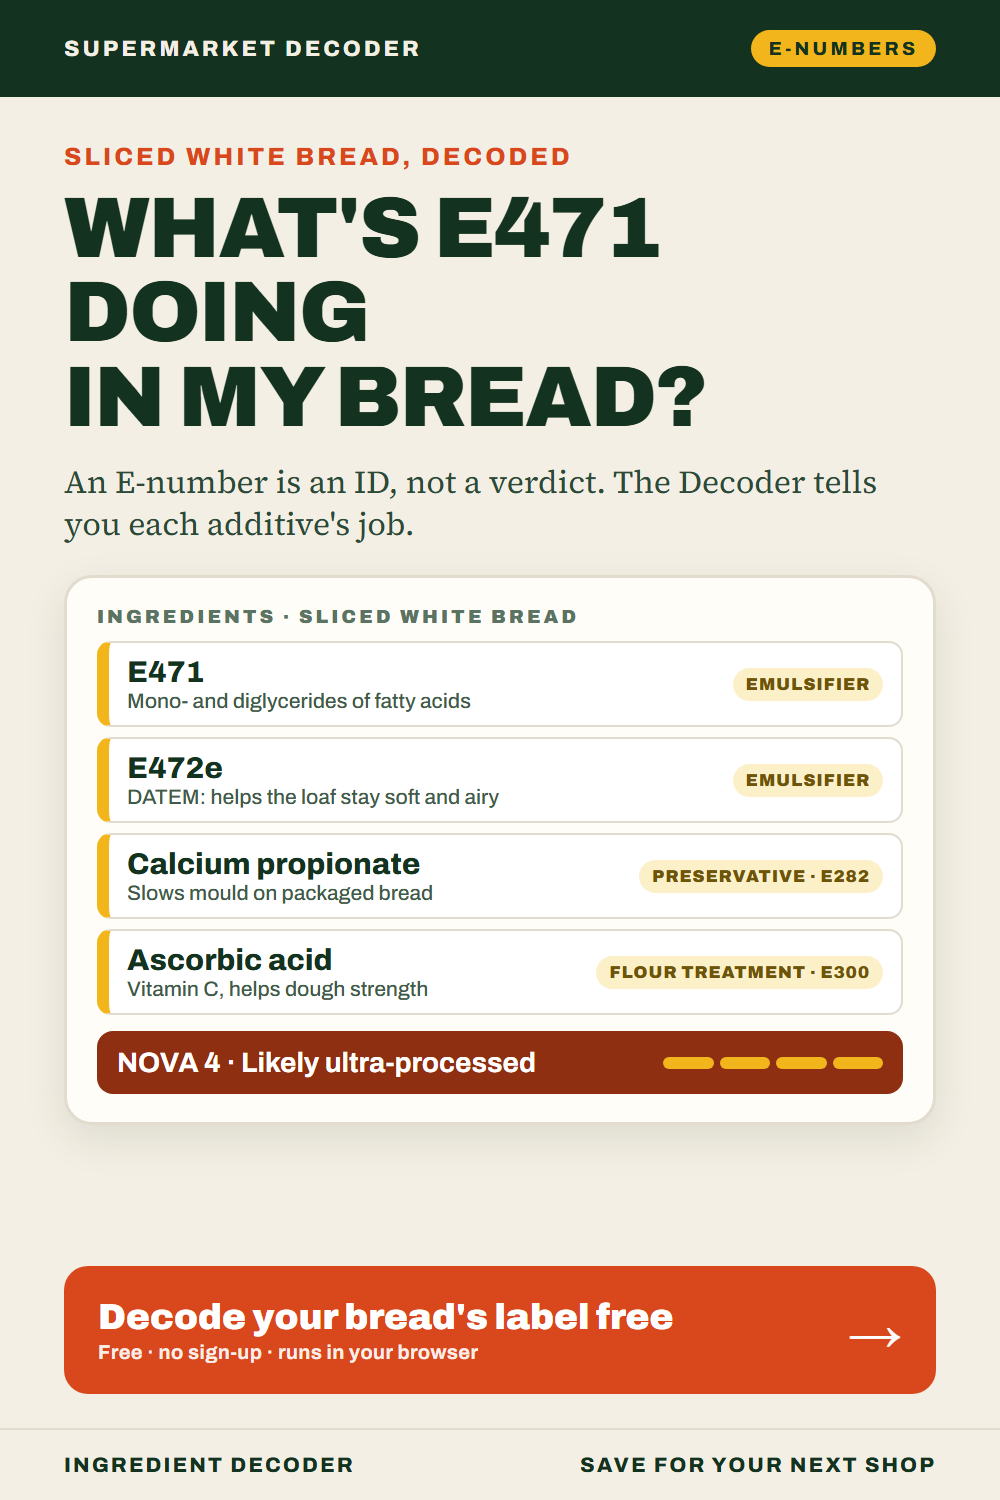 SUPERMARKET DECODER
E-NUMBERS
SLICED WHITE BREAD, DECODED
WHAT'S E471
DOING
IN MY BREAD?
An E-number is an ID, not a verdict. The Decoder tells
you each additive's job.
INGREDIENTS · SLICED WHITE BREAD
E471
Mono- and diglycerides of fatty acids
EMULSIFIER
E472e
DATEM: helps the loaf stay soft and airy
EMULSIFIER
Calcium propionate
Slows mould on packaged bread
PRESERVATIVE · E282
Ascorbic acid
Vitamin C, helps dough strength
FLOUR TREATMENT · E300
NOVA 4 · Likely ultra-processed
Decode your bread's label free
Free · no sign-up · runs in your browser
→
INGREDIENT DECODER
SAVE FOR YOUR NEXT SHOP